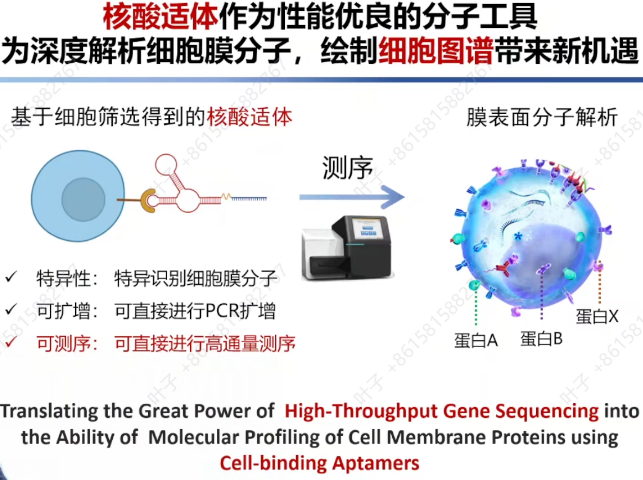 核酸适体作为性能优良的分子工具
为深度解析细胞膜分子，绘制细胞图谱带来新机遇
基于细胞筛选得到的核酸适体
膜表面分子解析
测序
✓ 特异性：特异识别细胞膜分子
✓ 可扩增：可直接进行PCR扩增
✓ 可测序：可直接进行高通量测序
蛋白A
蛋白B
蛋白X
Translating the Great Power of High-Throughput Gene Sequencing into
the Ability of Molecular Profiling of Cell Membrane Proteins using
Cell-binding Aptamers
叶子 +8615815882767